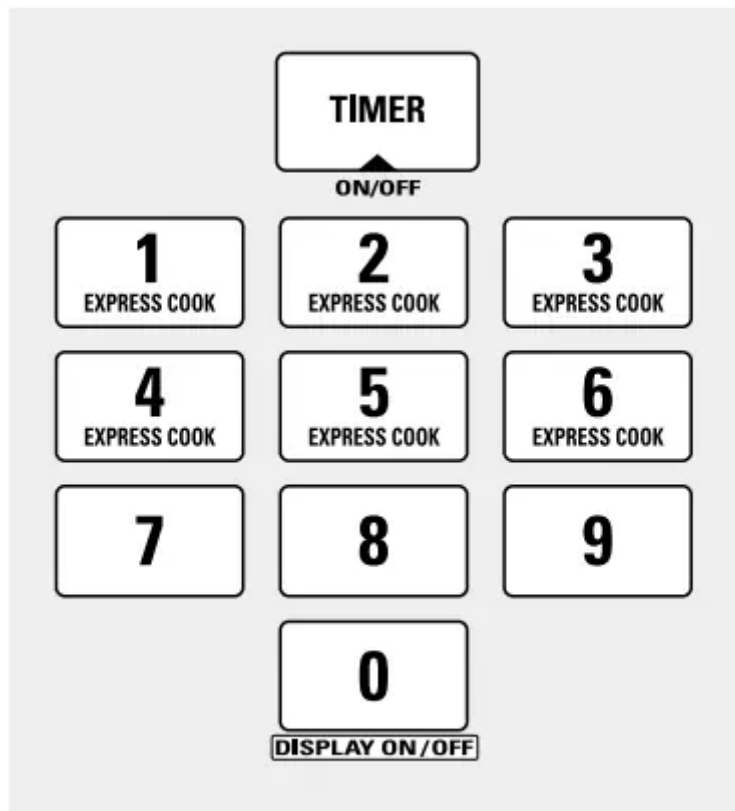 TIMER
ON/OFF
1 2 3
EXPRESS COOK EXPRESS COOK EXPRESS COOK
4 5 6
EXPRESS COOK EXPRESS COOK EXPRESS COOK
7 8 9
0
DISPLAY ON/OFF